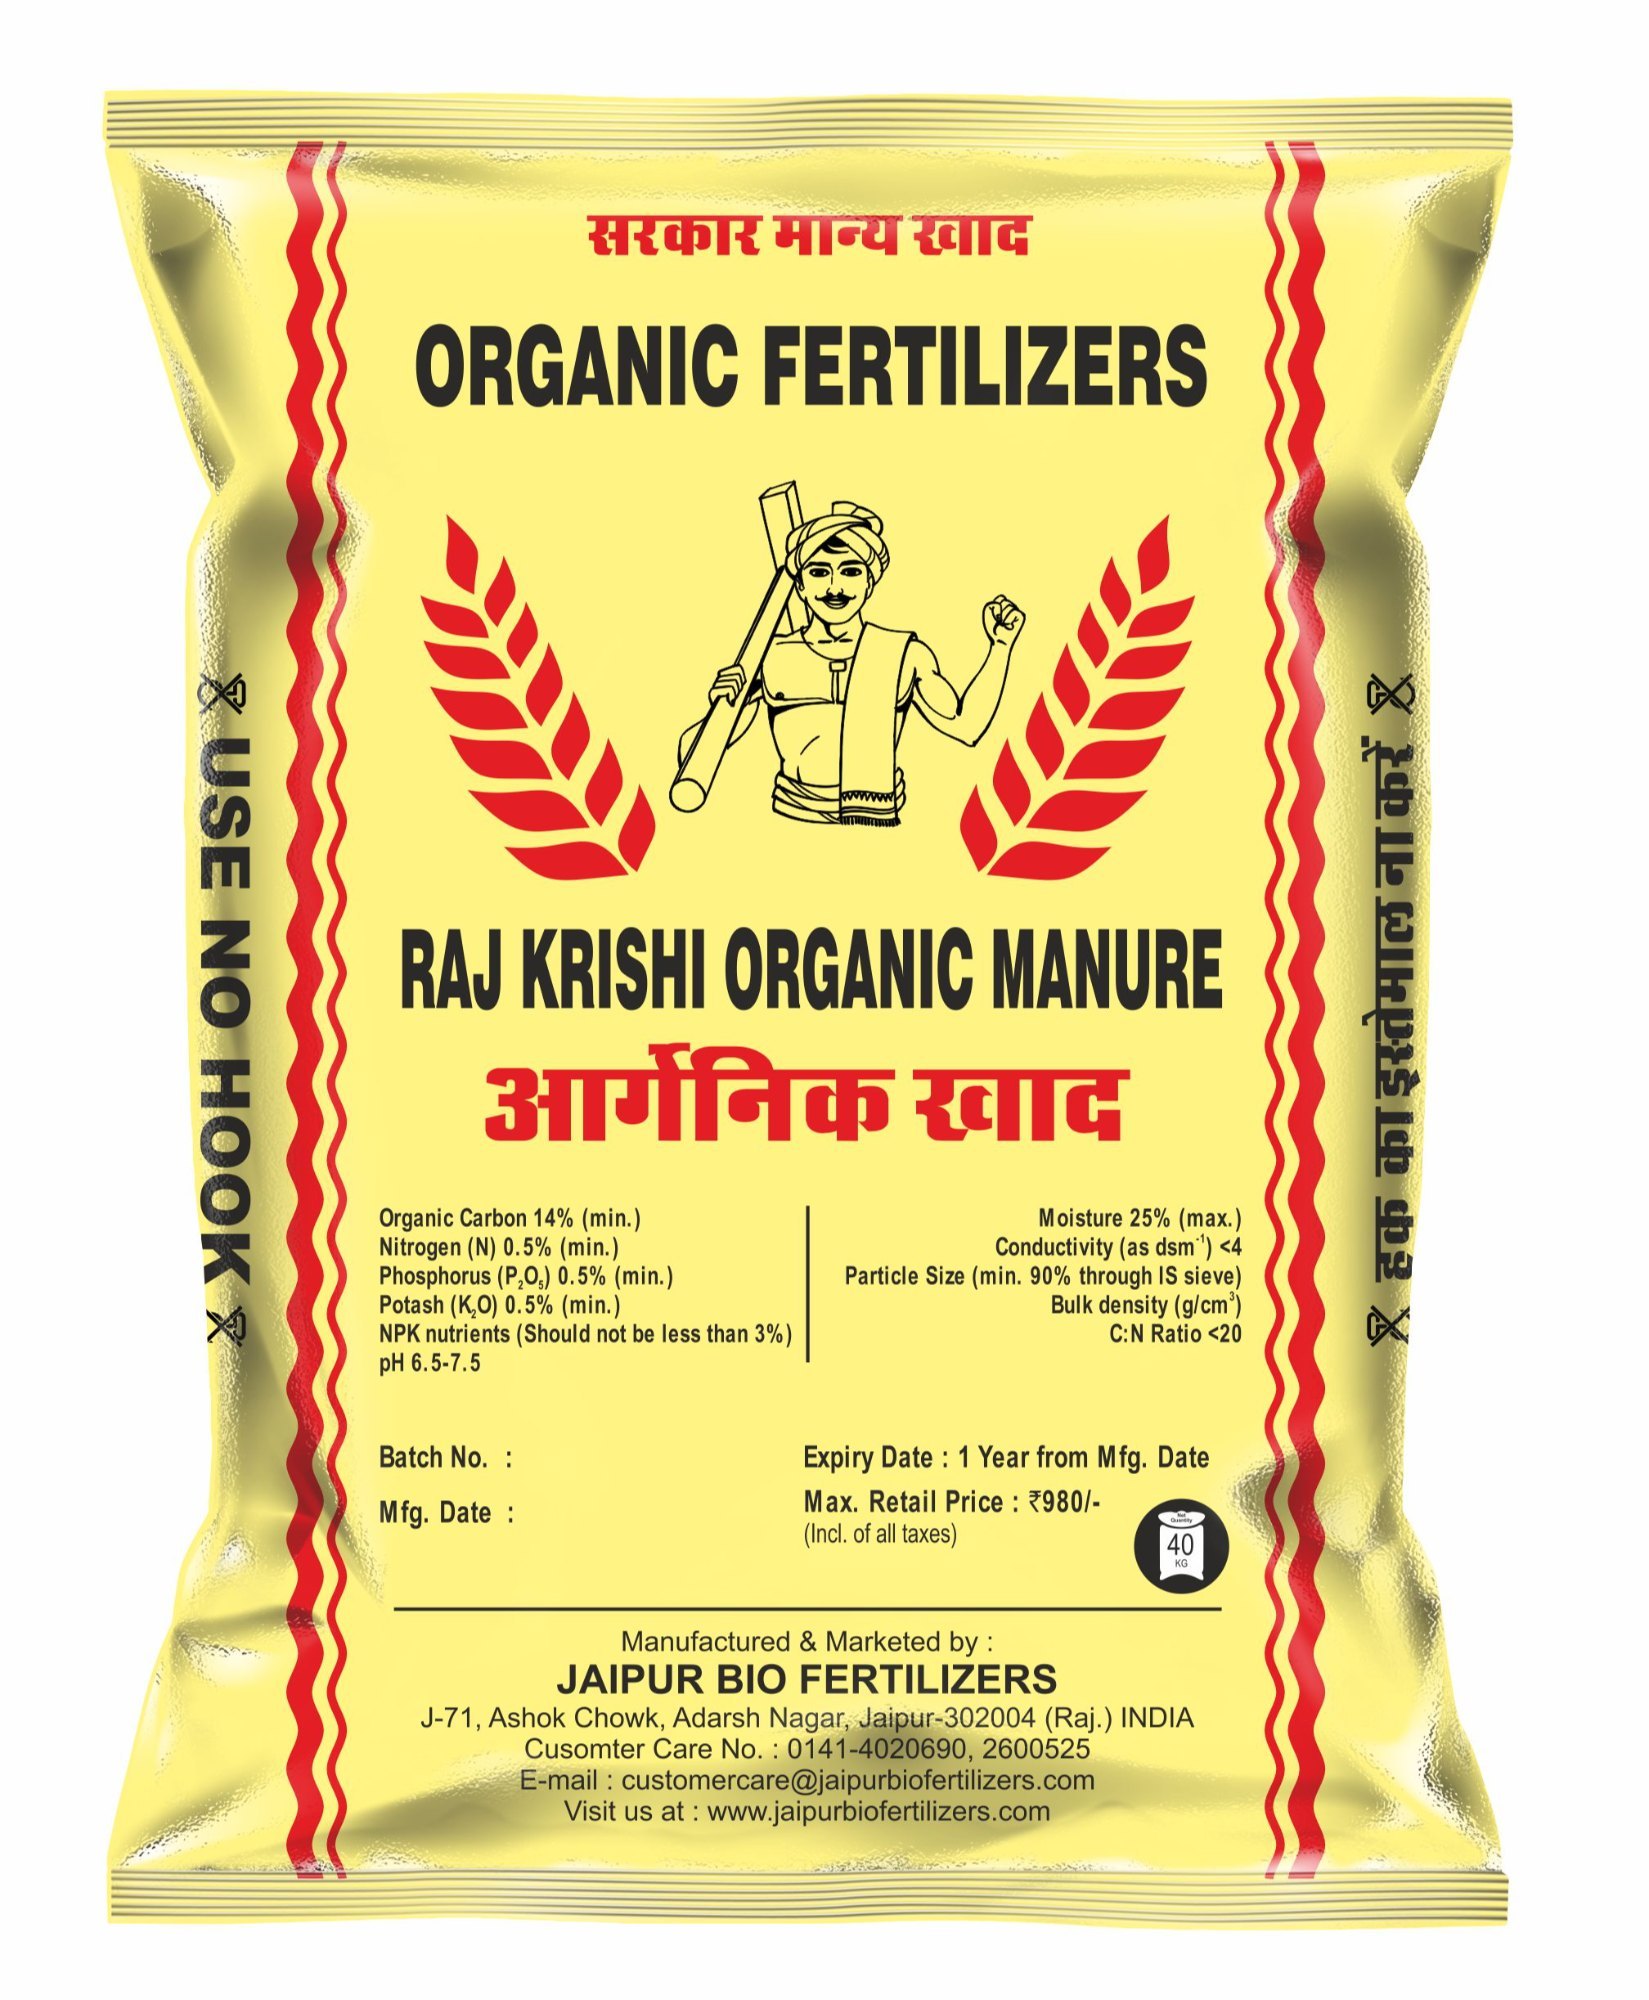 सरकार मान्य खाद
ORGANIC FERTILIZERS
RAJ KRISHI ORGANIC MANURE
आर्गेनिक खाद
Organic Carbon 14% (min.)
Nitrogen (N) 0.5% (min.)
Phosphorus (P₂O₅) 0.5% (min.)
Potash (K₂O) 0.5% (min.)
NPK nutrients (Should not be less than 3%)
pH 6.5-7.5
Moisture 25% (max.)
Conductivity (as dsm⁻¹) <4
Particle Size (min. 90% through IS sieve)
Bulk density (g/cm³)
C:N Ratio <20
Batch No. :
Mfg. Date :
Expiry Date : 1 Year from Mfg. Date
Max. Retail Price : ₹980/-
(Incl. of all taxes)
Net
Quantity
40
KG
Manufactured & Marketed by :
JAIPUR BIO FERTILIZERS
J-71, Ashok Chowk, Adarsh Nagar, Jaipur-302004 (Raj.) INDIA
Cusomter Care No. : 0141-4020690, 2600525
E-mail : customercare@jaipurbiofertilizers.com
Visit us at : www.jaipurbiofertilizers.com
USE NO HOOK
हुक का इस्तेमाल ना करें